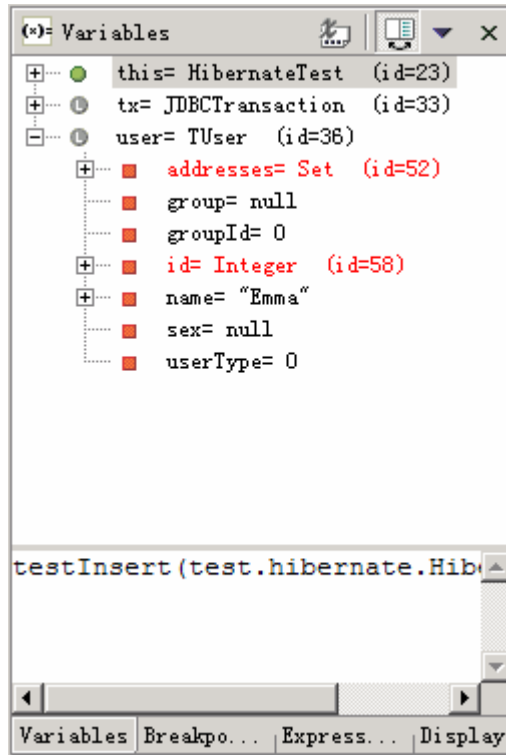 (x)= Variables
this= HibernateTest (id=23)
tx= JDBCTransaction (id=33)
user= TUser (id=36)
addresses= Set (id=52)
group= null
groupId= 0
id= Integer (id=58)
name= "Emma"
sex= null
userType= 0
testInsert(test.hibernate.Hib
Variables Breakpo... Express... Display